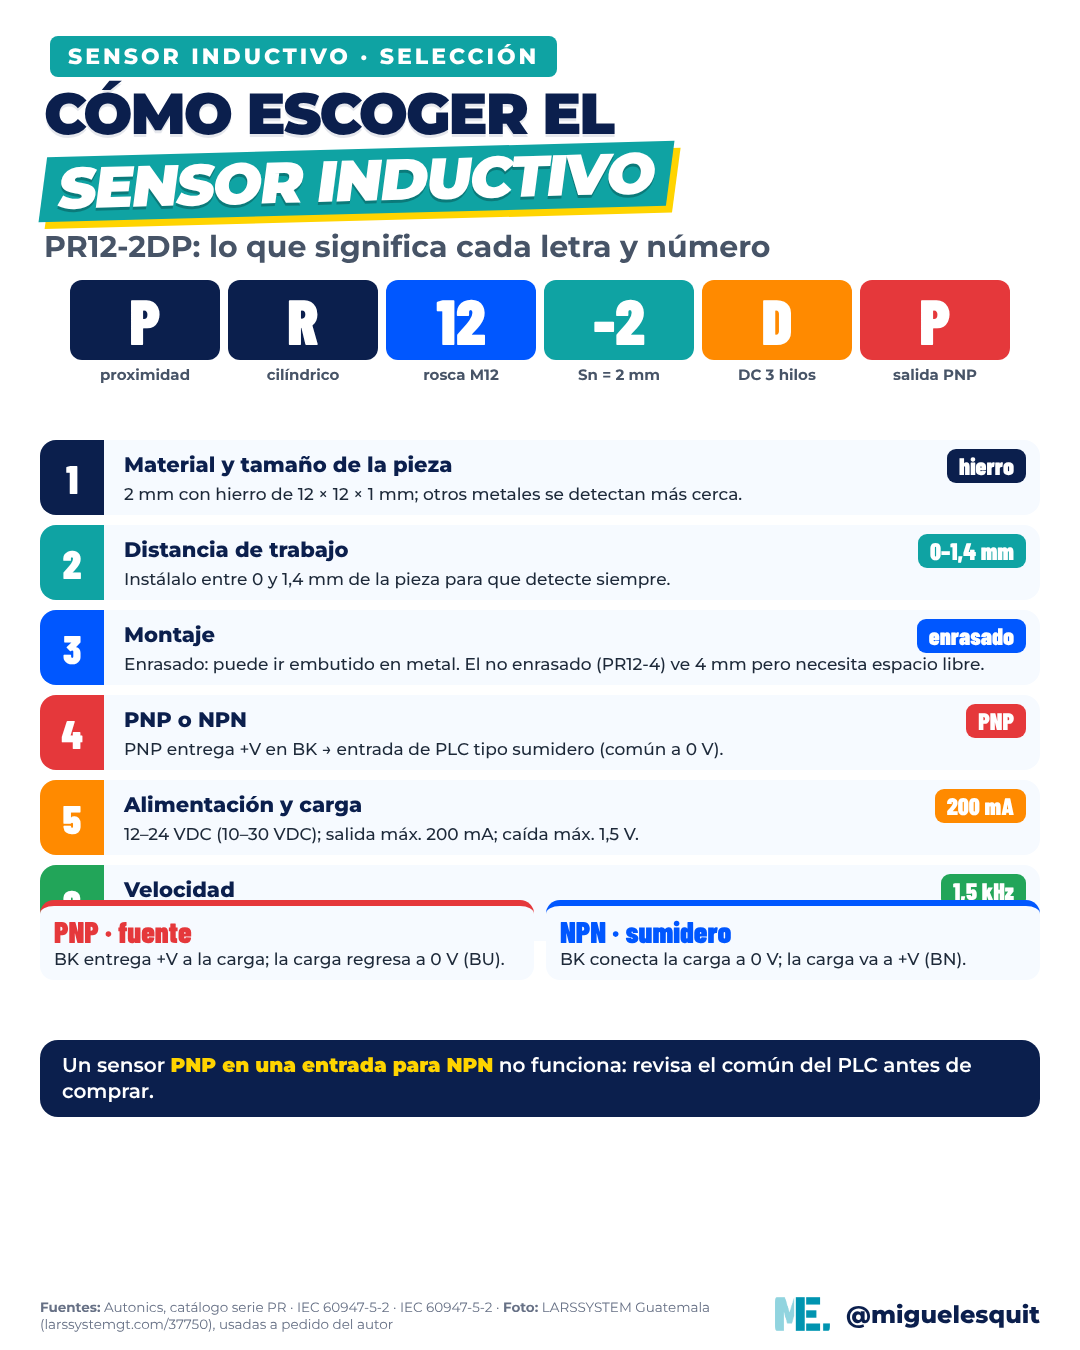 SENSOR INDUCTIVO · SELECCIÓN
CÓMO ESCOGER EL
SENSOR INDUCTIVO
PR12-2DP: lo que significa cada letra y número
P R 12 -2 D P
proximidad cilíndrico rosca M12 Sn = 2 mm DC 3 hilos salida PNP
1 Material y tamaño de la pieza hierro
2 mm con hierro de 12 × 12 × 1 mm; otros metales se detectan más cerca.
2 Distancia de trabajo 0–1,4 mm
Instálalo entre 0 y 1,4 mm de la pieza para que detecte siempre.
3 Montaje enrasado
Enrasado: puede ir embutido en metal. El no enrasado (PR12-4) ve 4 mm pero necesita espacio libre.
4 PNP o NPN PNP
PNP entrega +V en BK → entrada de PLC tipo sumidero (común a 0 V).
5 Alimentación y carga 200 mA
12–24 VDC (10–30 VDC); salida máx. 200 mA; caída máx. 1,5 V.
Velocidad 1,5 kHz
PNP · fuente
BK entrega +V a la carga; la carga regresa a 0 V (BU).
NPN · sumidero
BK conecta la carga a 0 V; la carga va a +V (BN).
Un sensor PNP en una entrada para NPN no funciona: revisa el común del PLC antes de
comprar.
Fuentes: Autonics, catálogo serie PR · IEC 60947-5-2 · IEC 60947-5-2 · Foto: LARSSYSTEM Guatemala
(larssystemgt.com/37750), usadas a pedido del autor
ME. @miguelesquit